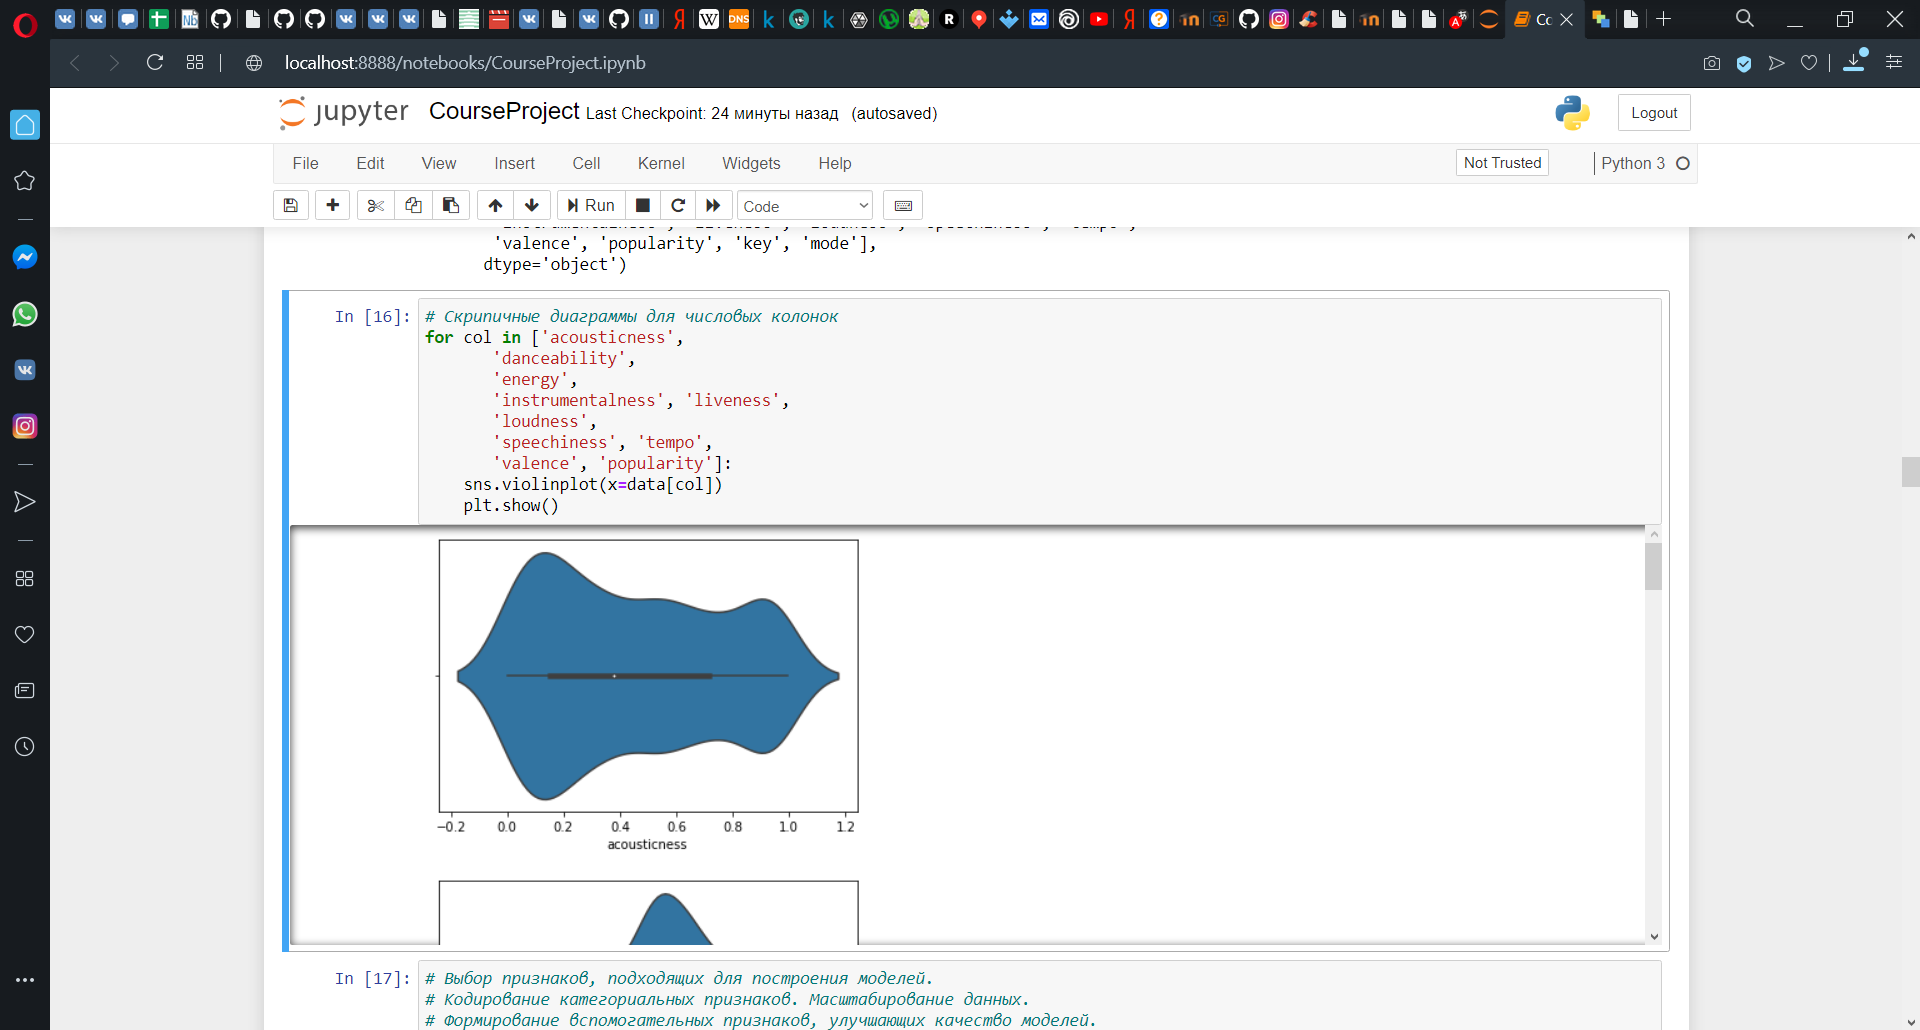 Co
localhost:8888/notebooks/CourseProject.ipynb
jupyter CourseProject Last Checkpoint: 24 минуты назад (autosaved)
Logout
File Edit View Insert Cell Kernel Widgets Help
Not Trusted
Python 3
Run
Code
'valence', 'popularity', 'key', 'mode'],
dtype='object')
In [16]:
# Скрипичные диаграммы для числовых колонок
for col in ['acousticness',
'danceability',
'energy',
'instrumentalness', 'liveness',
'loudness',
'speechiness', 'tempo',
'valence', 'popularity']:
sns.violinplot(x=data[col])
plt.show()
−0.2 0.0 0.2 0.4 0.6 0.8 1.0 1.2
acousticness
In [17]:
# Выбор признаков, подходящих для построения моделей.
# Кодирование категориальных признаков. Масштабирование данных.
# Формирование вспомогательных признаков, улучшающих качество моделей.